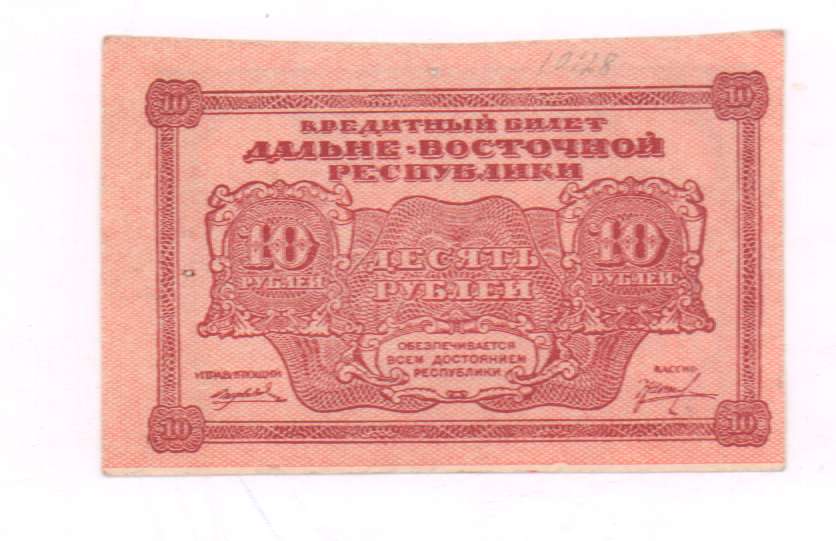 10 10
КРЕДИТНЫЙ БИЛЕТ
ДАЛЬНЕ-ВОСТОЧНОЙ
РЕСПУБЛИКИ
10
РУБЛЕЙ
ДЕСЯТЬ
РУБЛЕЙ
10
РУБЛЕЙ
ОБЕЗПЕЧИВАЕТСЯ
ВСЕМ ДОСТОЯНИЕМ
РЕСПУБЛИКИ
УПРАВЛЯЮЩИЙ
КАССИР
10 10